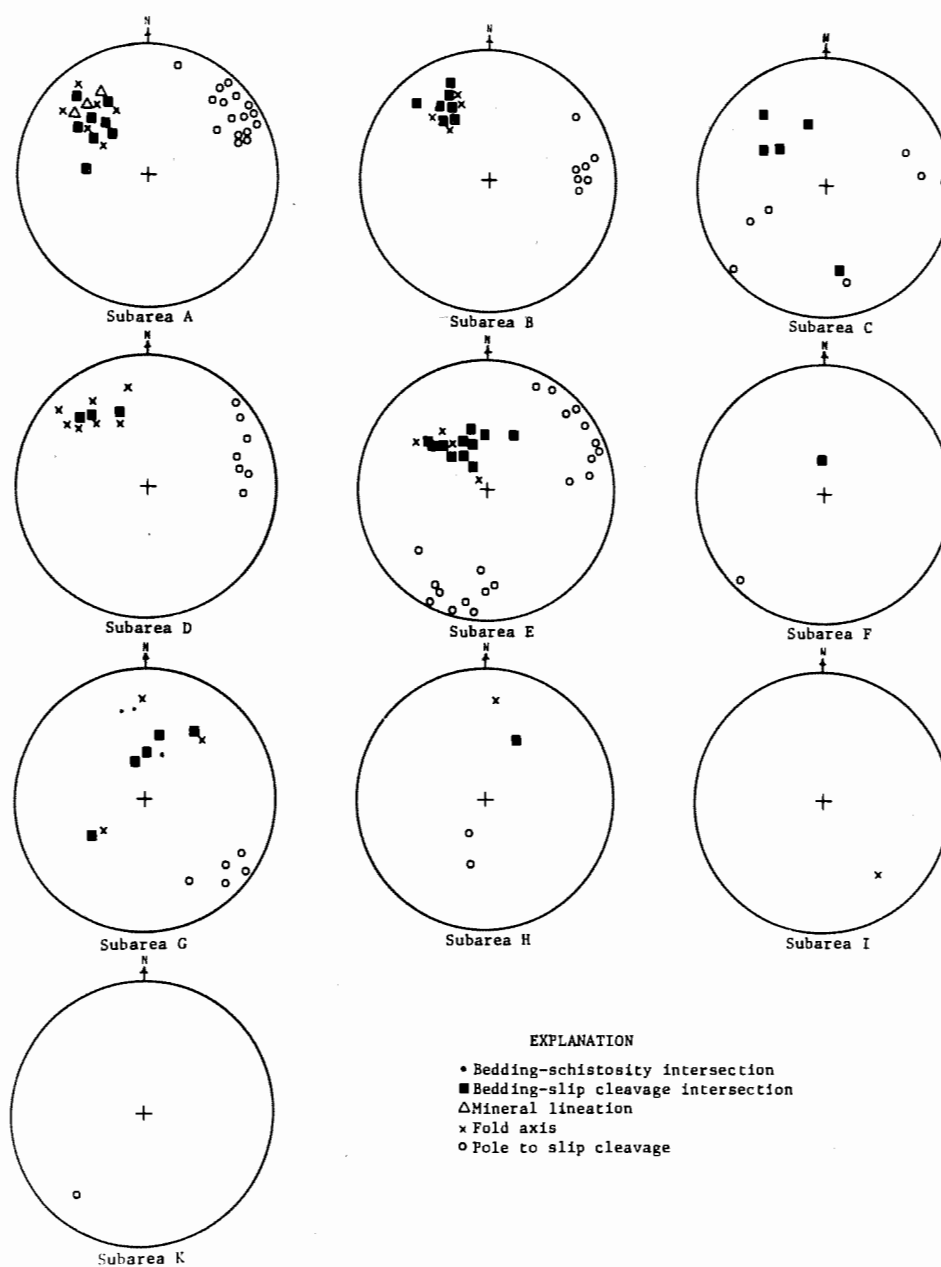 N
N
N
Subarea A
Subarea B
Subarea C
N
N
N
Subarea D
Subarea E
Subarea F
N
N
N
Subarea G
Subarea H
Subarea I
N
Subarea K
EXPLANATION
Bedding-schistosity intersection
Bedding-slip cleavage intersection
Mineral lineation
Fold axis
Pole to slip cleavage